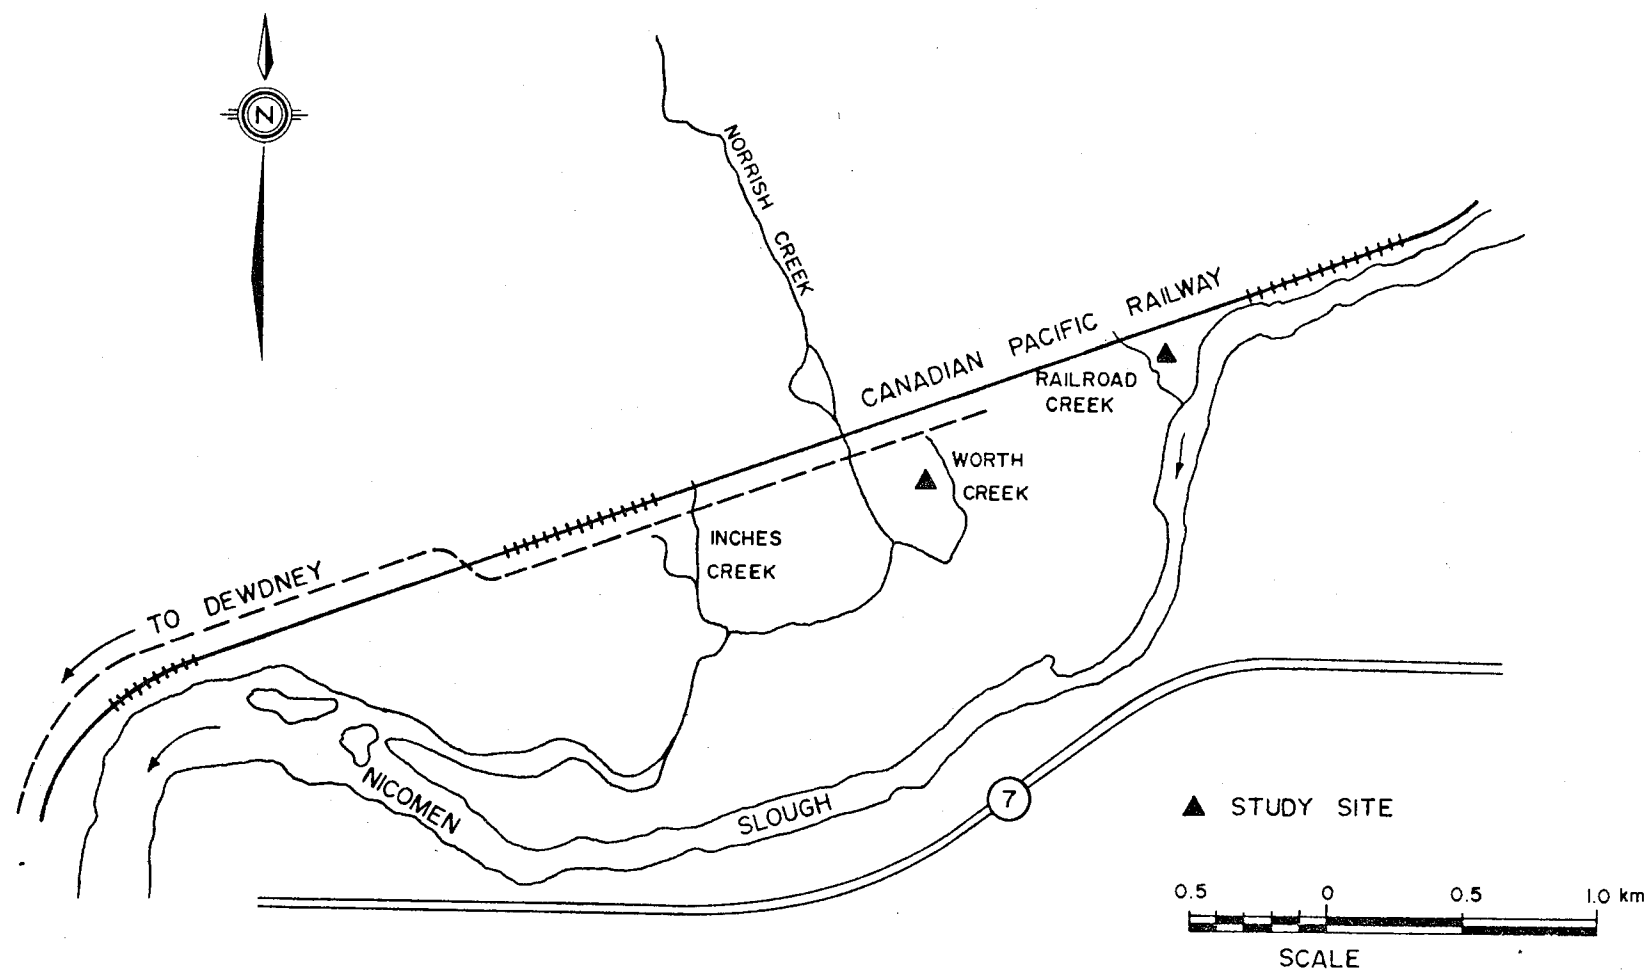 N
NORRISH CREEK
CANADIAN PACIFIC RAILWAY
RAILROAD
CREEK
WORTH
CREEK
INCHES
CREEK
TO DEWDNEY
NICOMEN
SLOUGH
7
STUDY SITE
0.5 0 0.5 1.0 km
SCALE